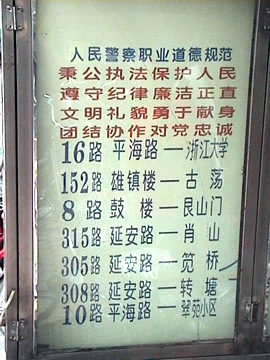 人民警察职业道德规范
秉公执法保护人民
遵守纪律廉洁正直
文明礼貌勇于献身
团结协作对党忠诚
16路 平海路—浙江大学
152路 雄镇楼—古荡
8路 鼓楼—艮山门
315路 延安路—肖山
305路 延安路—笕桥
308路 延安路—转塘
10路 平海路—翠苑小区